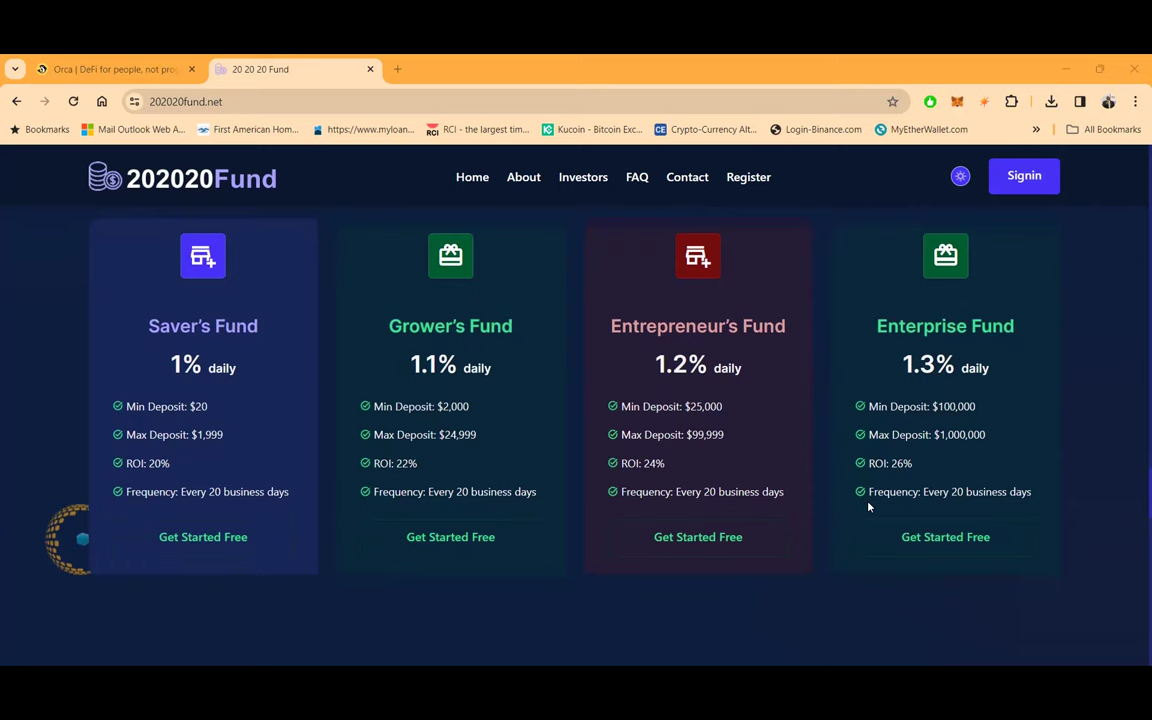 Orca | DeFi for people, not pro
20 20 20 Fund
202020fund.net
Bookmarks
Mail Outlook Web A...
First American Hom...
https://www.myloan...
RCI
RCI - the largest tim...
Kucoin - Bitcoin Exc...
CE
Crypto-Currency Alt...
Login-Binance.com
MyEtherWallet.com
All Bookmarks
202020Fund
Home
About
Investors
FAQ
Contact
Register
Signin
Saver's Fund
1% daily
Min Deposit: $20
Max Deposit: $1,999
ROI: 20%
Frequency: Every 20 business days
Get Started Free
Grower's Fund
1.1% daily
Min Deposit: $2,000
Max Deposit: $24,999
ROI: 22%
Frequency: Every 20 business days
Get Started Free
Entrepreneur's Fund
1.2% daily
Min Deposit: $25,000
Max Deposit: $99,999
ROI: 24%
Frequency: Every 20 business days
Get Started Free
Enterprise Fund
1.3% daily
Min Deposit: $100,000
Max Deposit: $1,000,000
ROI: 26%
Frequency: Every 20 business days
Get Started Free